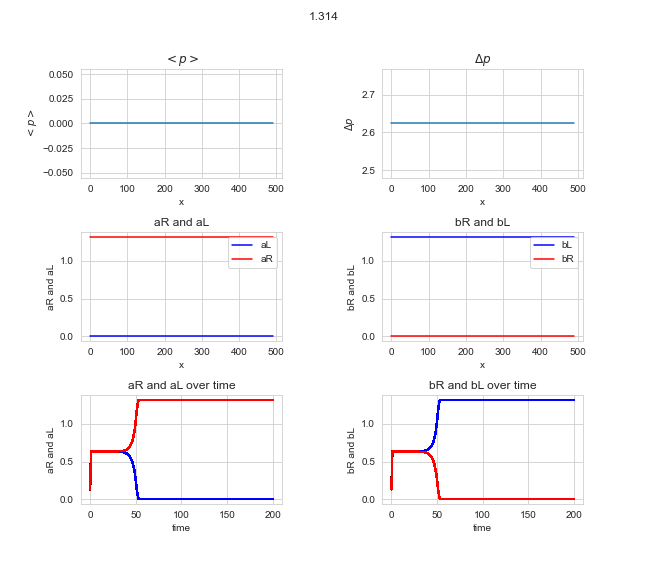 1.314
< p >
Δp
< p >
0.050
0.025
0.000
−0.025
−0.050
0 100 200 300 400 500
x
Δp
2.7
2.6
2.5
0 100 200 300 400 500
x
aR and aL
bR and bL
aR and aL
1.0
0.5
0.0
aL
aR
0 100 200 300 400 500
x
bR and bL
1.0
0.5
0.0
bL
bR
0 100 200 300 400 500
x
aR and aL over time
bR and bL over time
aR and aL
1.0
0.5
0.0
0 50 100 150 200
time
bR and bL
1.0
0.5
0.0
0 50 100 150 200
time